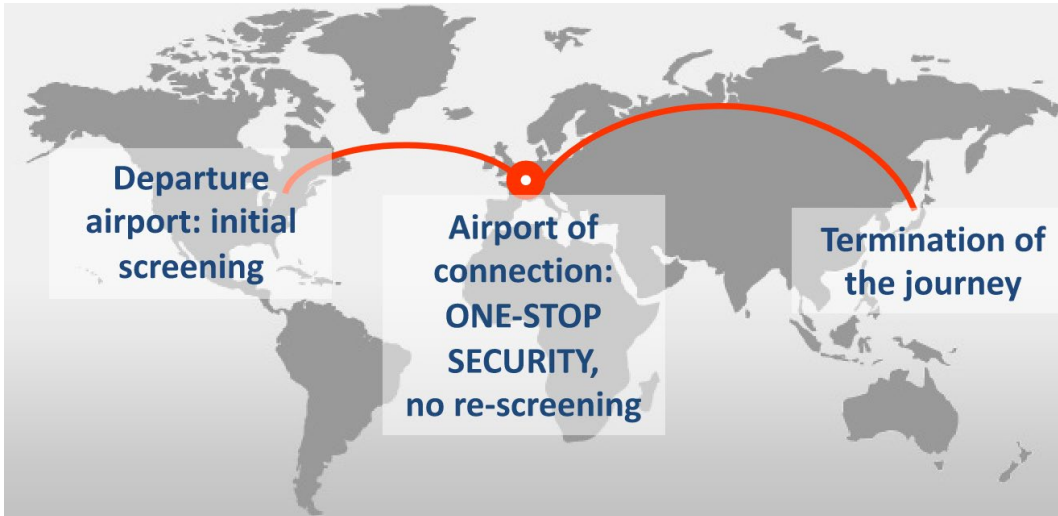 Departure
airport: initial
screening
Airport of
connection:
ONE-STOP
SECURITY,
no re-screening
Termination of
the journey